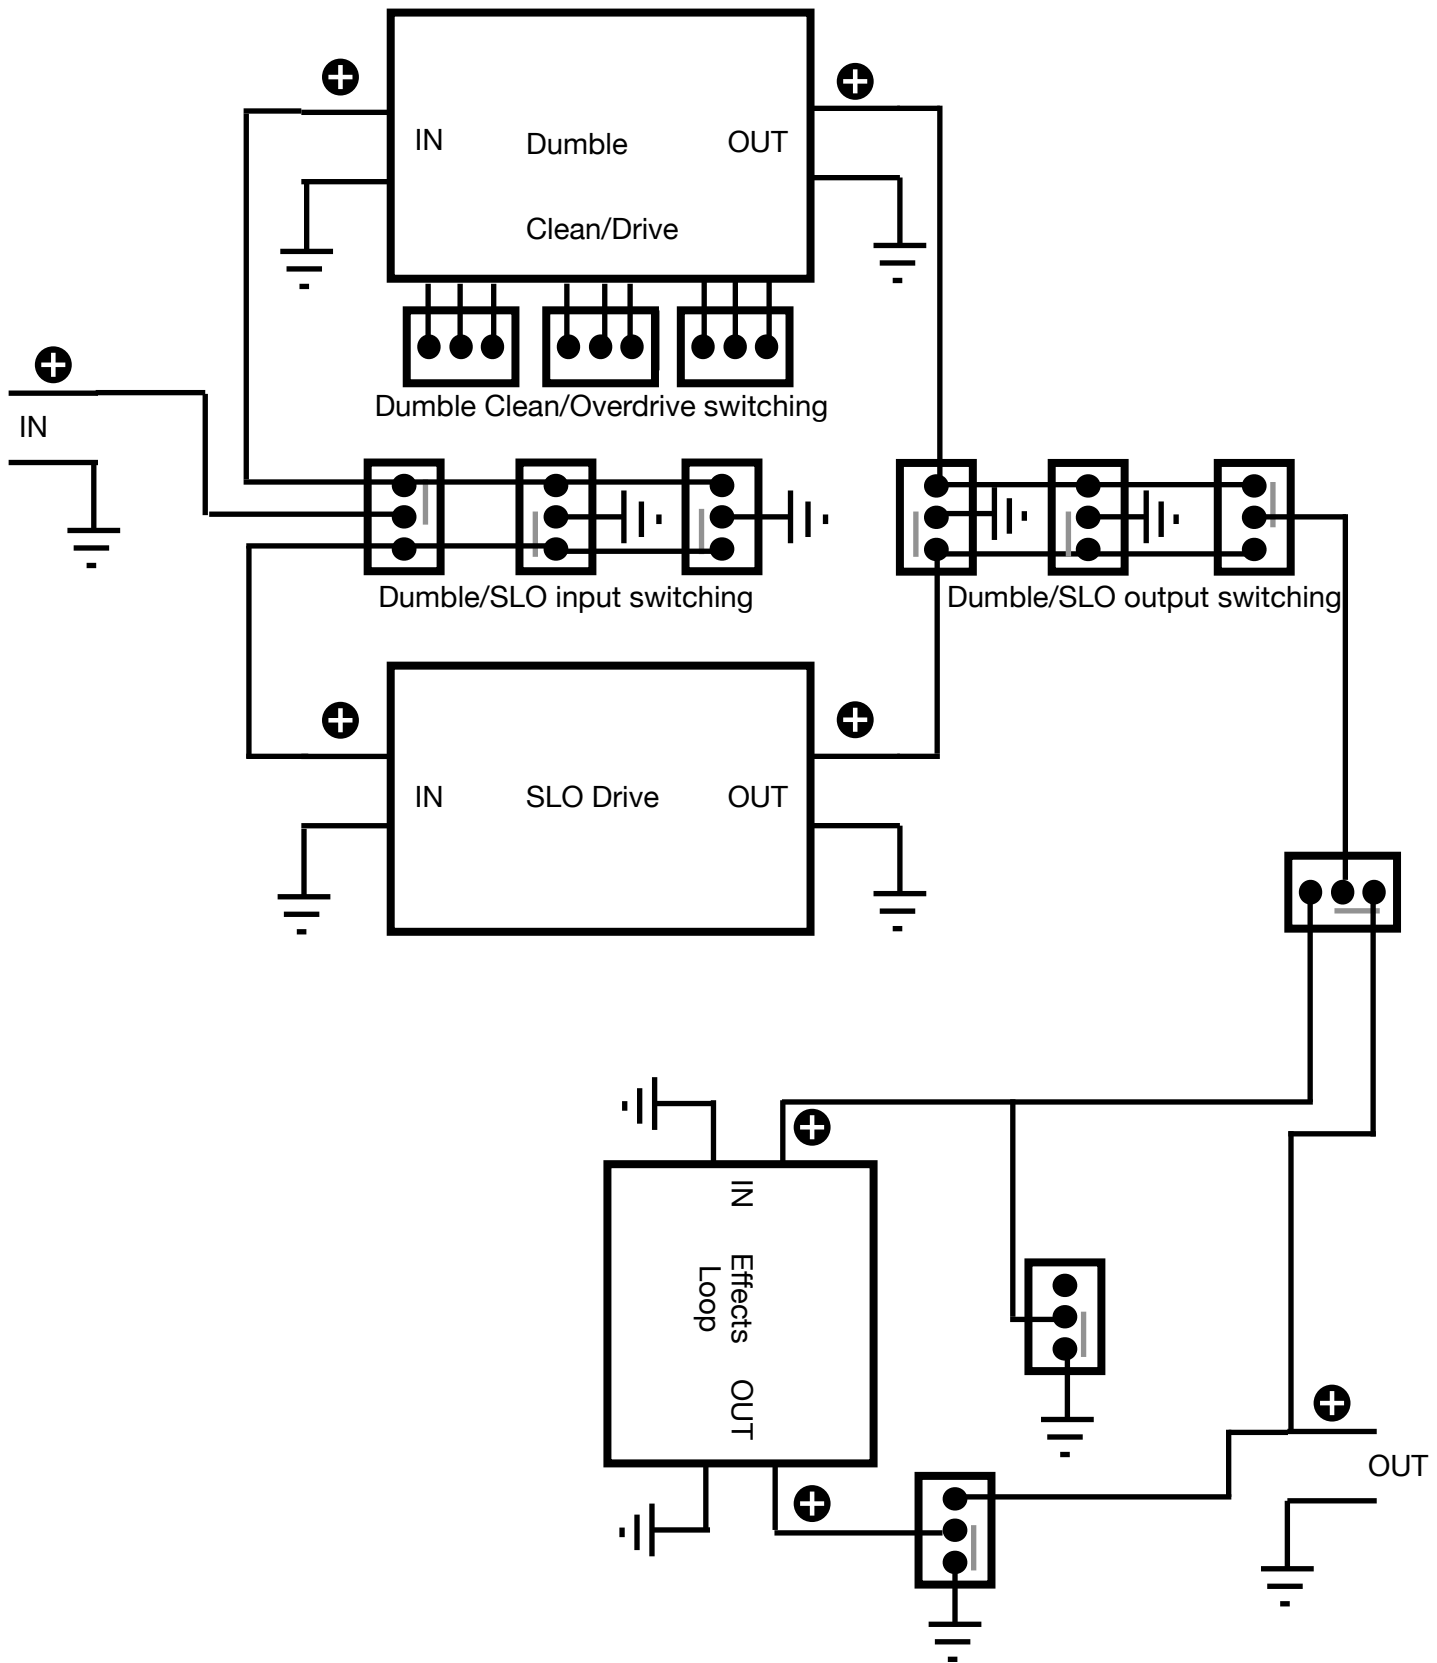 IN
Dumble
OUT
Clean/Drive
Dumble Clean/Overdrive switching
IN
Dumble/SLO input switching
Dumble/SLO output switching
IN
SLO Drive
OUT
IN
Effects
Loop
OUT
OUT